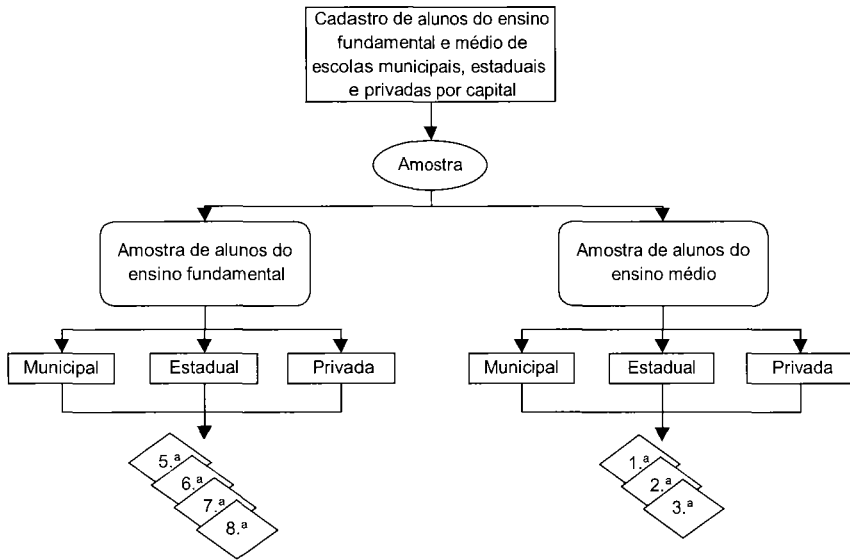 Cadastro de alunos do ensino
fundamental e médio de
escolas municipais, estaduais
e privadas por capital
Amostra
Amostra de alunos do
ensino fundamental
Amostra de alunos do
ensino médio
Municipal
Estadual
Privada
Municipal
Estadual
Privada
5.ª
6.ª
7.ª
8.ª
1.ª
2.ª
3.ª